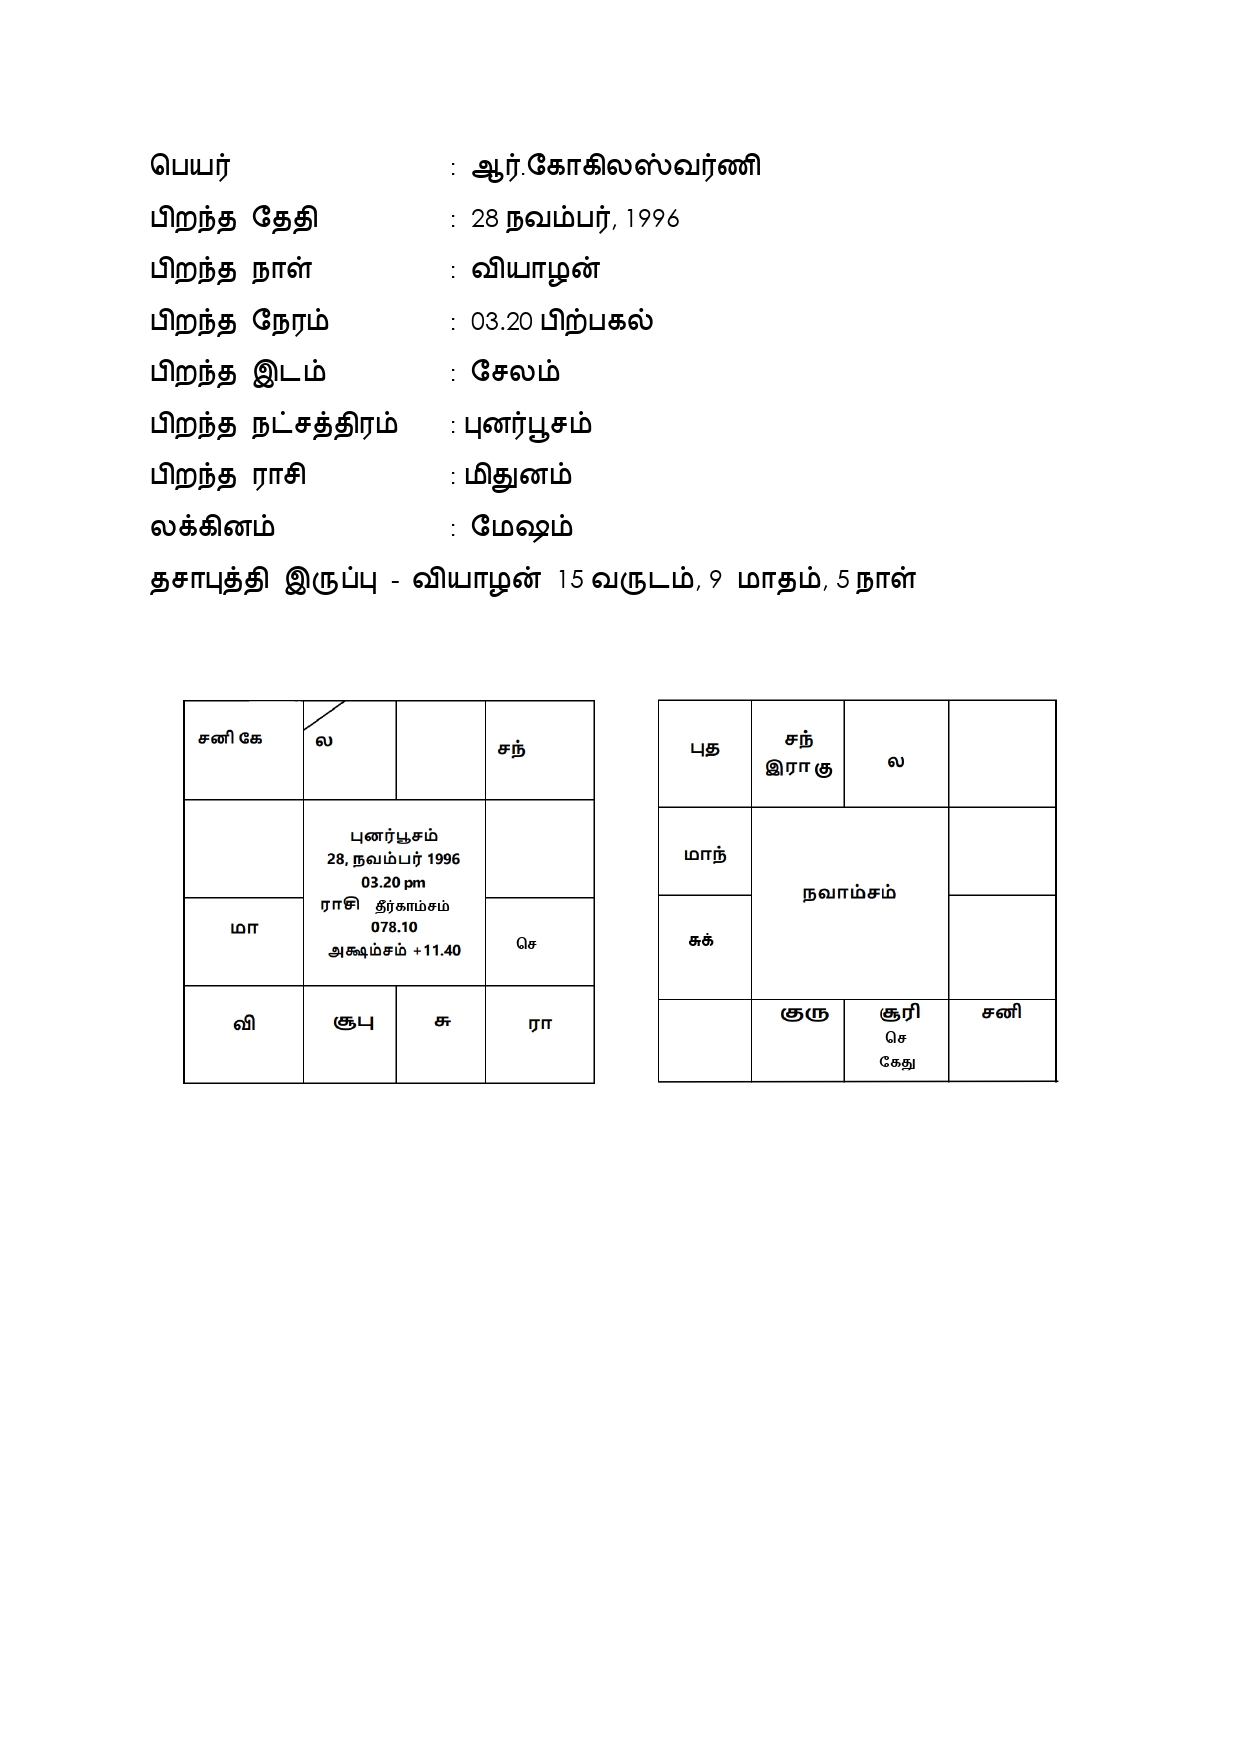 பெயர் : ஆர்.கோகிலஸ்வர்ணி
பிறந்த தேதி : 28 நவம்பர், 1996
பிறந்த நாள் : வியாழன்
பிறந்த நேரம் : 03.20 பிற்பகல்
பிறந்த இடம் : சேலம்
பிறந்த நட்சத்திரம் : புனர்பூசம்
பிறந்த ராசி : மிதுனம்
லக்கினம் : மேஷம்
தசாபுத்தி இருப்பு - வியாழன் 15 வருடம், 9 மாதம், 5 நாள்
சனி கே ல சந்
புனர்பூசம்
28, நவம்பர் 1996
03.20 pm
ராசி தீர்காம்சம்
078.10
அக்ஷம்சம் +11.40
மா
செ
வி சூபு சு ரா
புத சந் ல
இராகு
மாந்
நவாம்சம்
சுக்
குரு சூரி சனி
செ
கேது